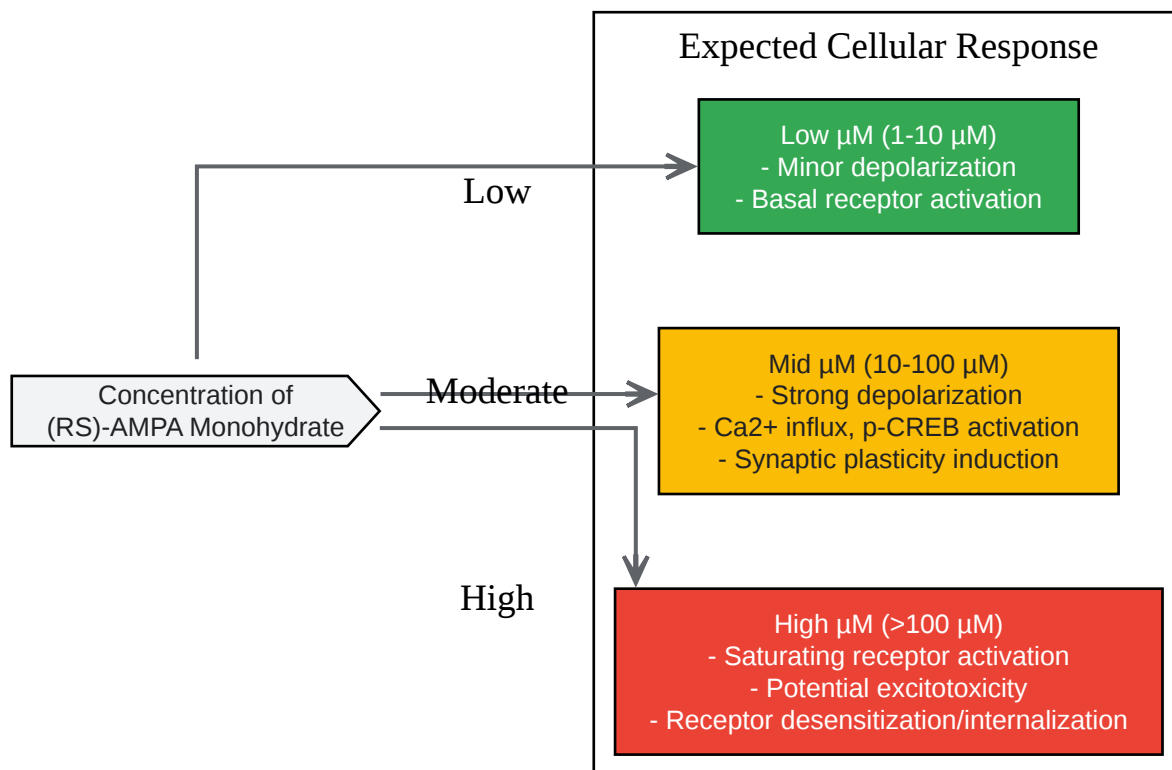 Expected Cellular Response
Low µM (1-10 µM)
- Minor depolarization
- Basal receptor activation
Low
Concentration of
(RS)-AMPA Monohydrate
Moderate
Mid µM (10-100 µM)
- Strong depolarization
- Ca2+ influx, p-CREB activation
- Synaptic plasticity induction
High
High µM (>100 µM)
- Saturating receptor activation
- Potential excitotoxicity
- Receptor desensitization/internalization